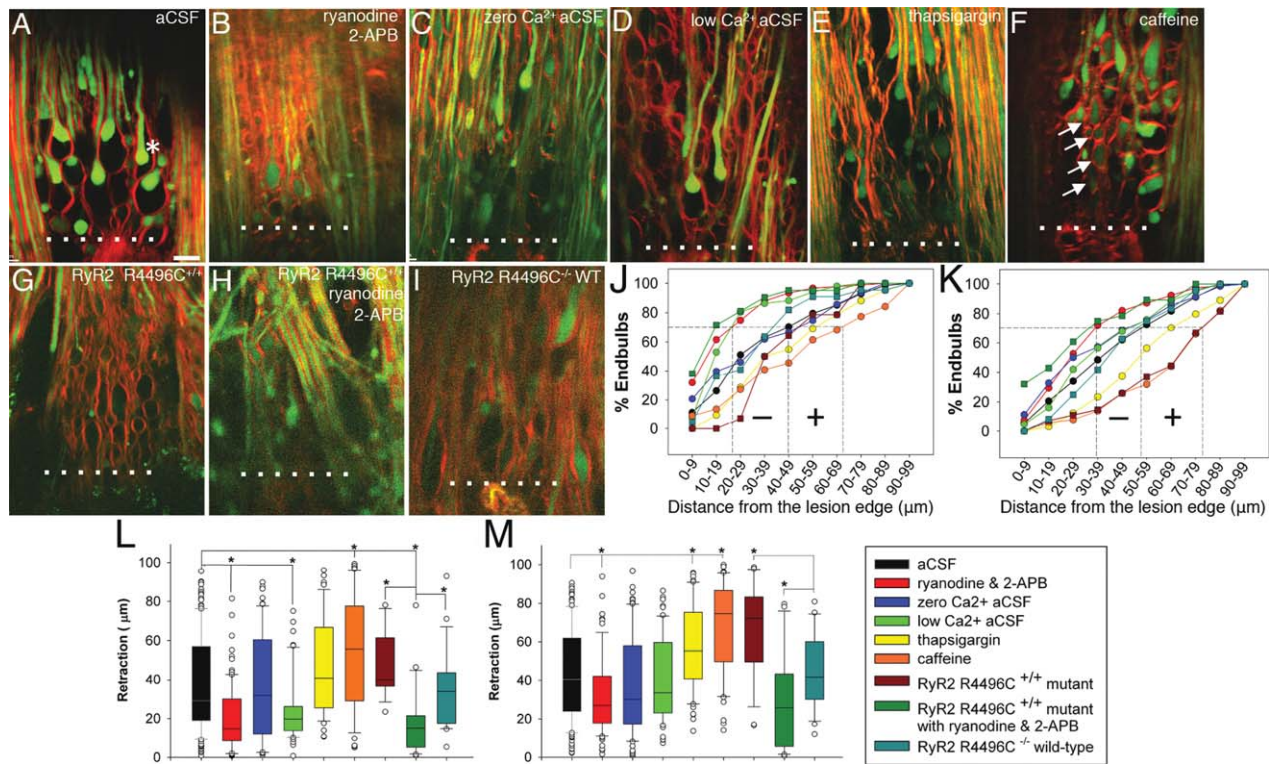 A aCSF
B ryanodine
2-APB
C zero Ca²⁺ aCSF
D low Ca²⁺ aCSF
E thapsigargin
F caffeine
*
G RyR2 R4496C⁺/⁺
H RyR2 R4496C⁺/⁺
ryanodine
2-APB
I RyR2 R4496C⁻/⁻ WT
J
% Endbulbs
100
80
60
40
20
0
− +
0-9 10-19 20-29 30-39 40-49 50-59 60-69 70-79 80-89 90-99
Distance from the lesion edge (µm)
K
% Endbulbs
100
80
60
40
20
0
− +
0-9 10-19 20-29 30-39 40-49 50-59 60-69 70-79 80-89 90-99
Distance from the lesion edge (µm)
L
Retraction (µm)
100
80
60
40
20
0
* * * * * *
M
Retraction (µm)
100
80
60
40
20
0
* * * * *
aCSF
ryanodine & 2-APB
zero Ca2+ aCSF
low Ca2+ aCSF
thapsigargin
caffeine
RyR2 R4496C ⁺/⁺ mutant
RyR2 R4496C ⁺/⁺
mutant
with ryanodine & 2-APB
RyR2 R4496C ⁻/⁻ wild-type